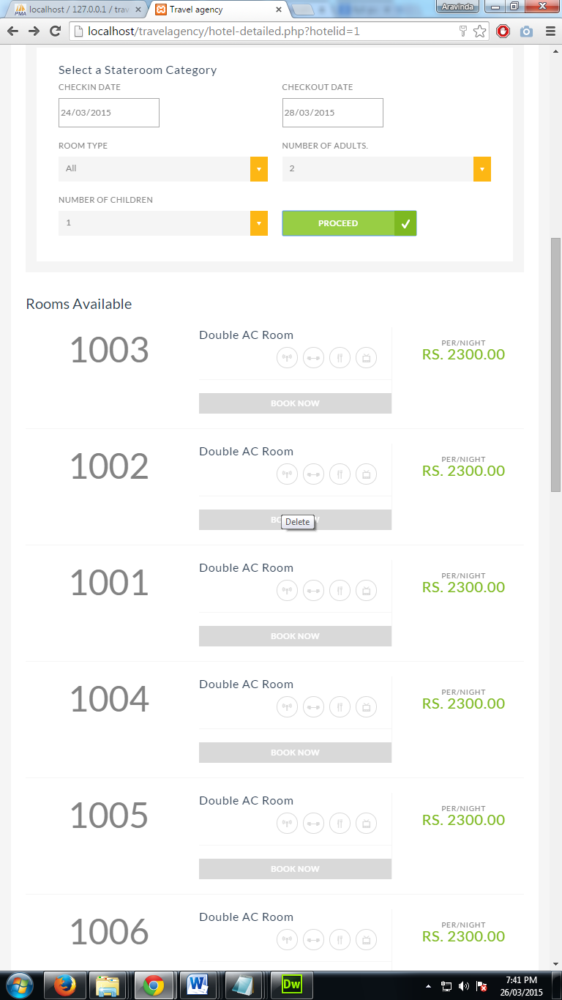 Aravinda
localhost / 127.0.0.1 / trav
Travel agency
localhost/travelagency/hotel-detailed.php?hotelid=1
Select a Stateroom Category
CHECKIN DATE
CHECKOUT DATE
24/03/2015
28/03/2015
ROOM TYPE
NUMBER OF ADULTS.
All
2
NUMBER OF CHILDREN
1
PROCEED
Rooms Available
1003
Double AC Room
PER/NIGHT
RS. 2300.00
BOOK NOW
1002
Double AC Room
PER/NIGHT
RS. 2300.00
Delete
1001
Double AC Room
PER/NIGHT
RS. 2300.00
BOOK NOW
1004
Double AC Room
PER/NIGHT
RS. 2300.00
BOOK NOW
1005
Double AC Room
PER/NIGHT
RS. 2300.00
BOOK NOW
1006
Double AC Room
PER/NIGHT
RS. 2300.00
Dw
7:41 PM
26/03/2015